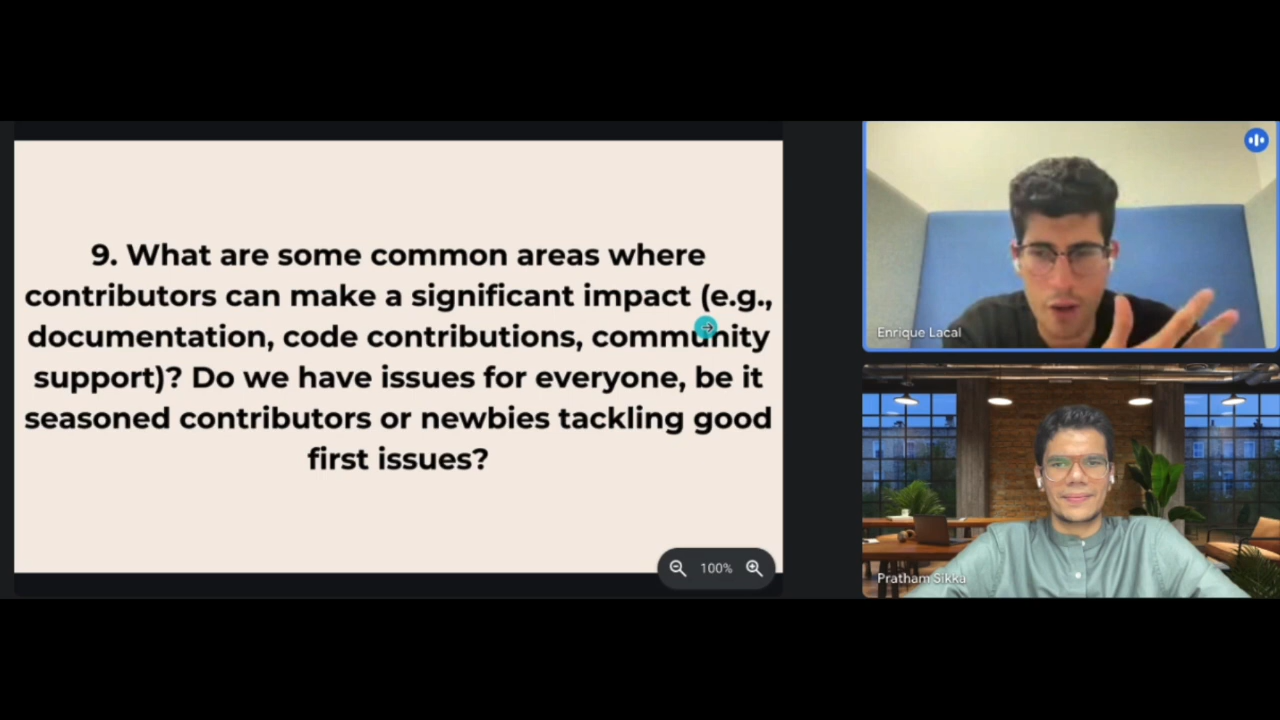 9. What are some common areas where
contributors can make a significant impact (e.g.,
documentation, code contributions, community
support)? Do we have issues for everyone, be it
seasoned contributors or newbies tackling good
first issues?
100%
Enrique Lacal
Pratham Sikka